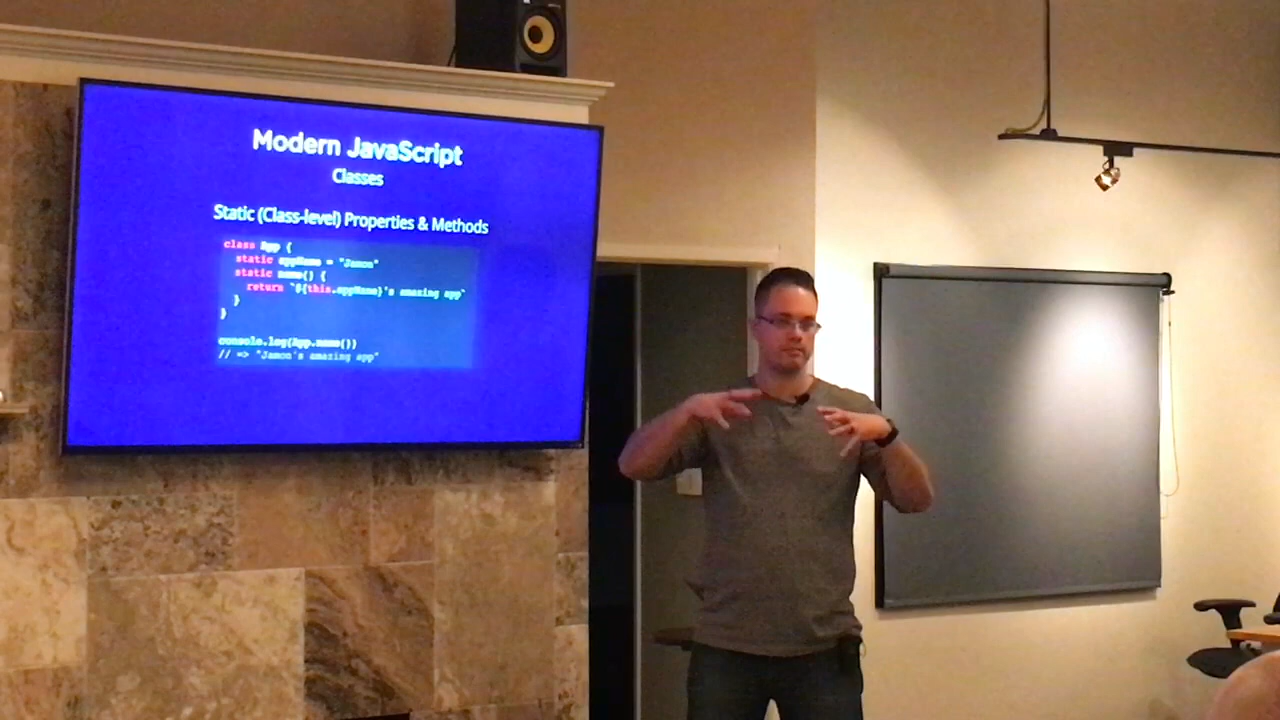 Modern JavaScript
Classes
Static (Class-level) Properties & Methods
class App {
static appName = "Jamon"
static name() {
return `${this.appName}'s amazing app`
}
}
console.log(App.name())
// => "Jamon's amazing app"